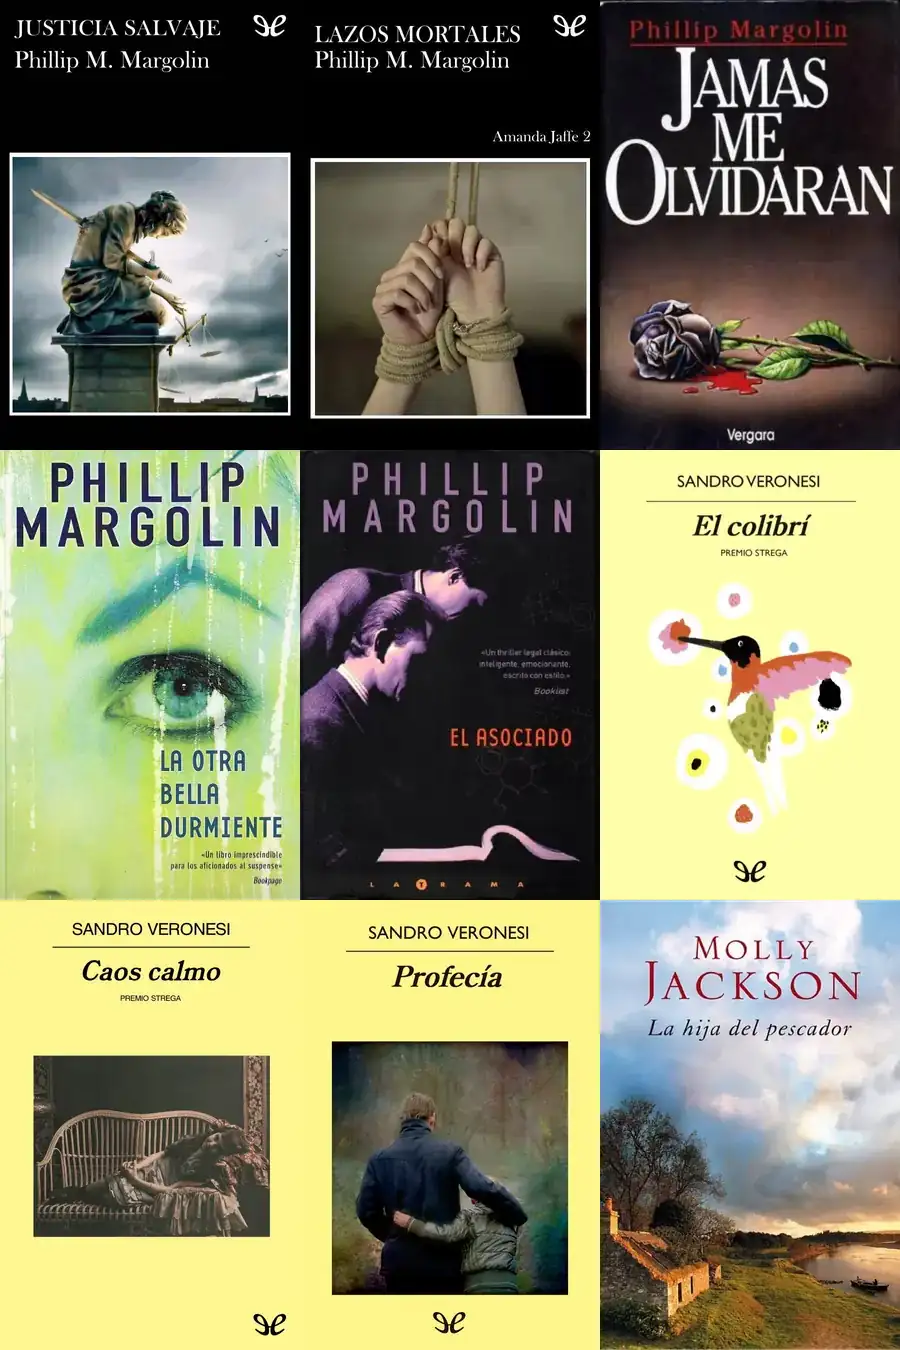 JUSTICIA SALVAJE
Phillip M. Margolin
LAZOS MORTALES
Phillip M. Margolin
Amanda Jaffe 2
Phillip Margolin
JAMAS
ME
OLVIDARAN
Vergara
PHILLIP
MARGOLIN
LA OTRA
BELLA
DURMIENTE
«Un libro imprescindible
para los aficionados al suspense»
Bookpage
PHILLIP
MARGOLIN
«Un thriller legal clásico:
inteligente, emocionante,
escrito con estilo.»
Booklist
EL ASOCIADO
LA TRAMA
SANDRO VERONESI
El colibrí
PREMIO STREGA
SANDRO VERONESI
Caos calmo
PREMIO STREGA
SANDRO VERONESI
Profecía
MOLLY
JACKSON
La hija del pescador